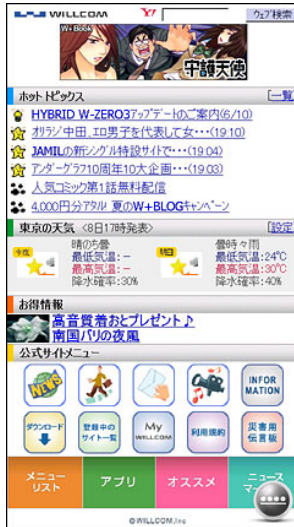 WILLCOM Y! ウェブ検索
W+Book
守護天使
ホットトピックス [一覧]
HYBRID W-ZERO3アップデートのご案内(6/10)
オリラジ中田、エロ男子を代表して女・・・(19:10)
JAMILの新シングル特設サイトで・・・(19:04)
アンダーグラフ10周年10大企画・・・(19:03)
人気コミック第1話無料配信
4,000円分アタル 夏のW+BLOGキャンペーン
東京の天気 <8日17時発表> [設定]
今夜 晴のち曇 明日 曇時々雨
最低気温:- 最低気温:24℃
最高気温:- 最高気温:30℃
降水確率:30% 降水確率:40%
お得情報
高音質着おとプレゼント♪
南国バリの夜風
公式サイトメニュー
NEWS INFOR
MATION
ダウンロード 登録中の
サイト一覧 My
WILLCOM 利用規約 災害用
伝言板
メニュー
リスト アプリ オススメ ニュース
©WILLCOM,Inc